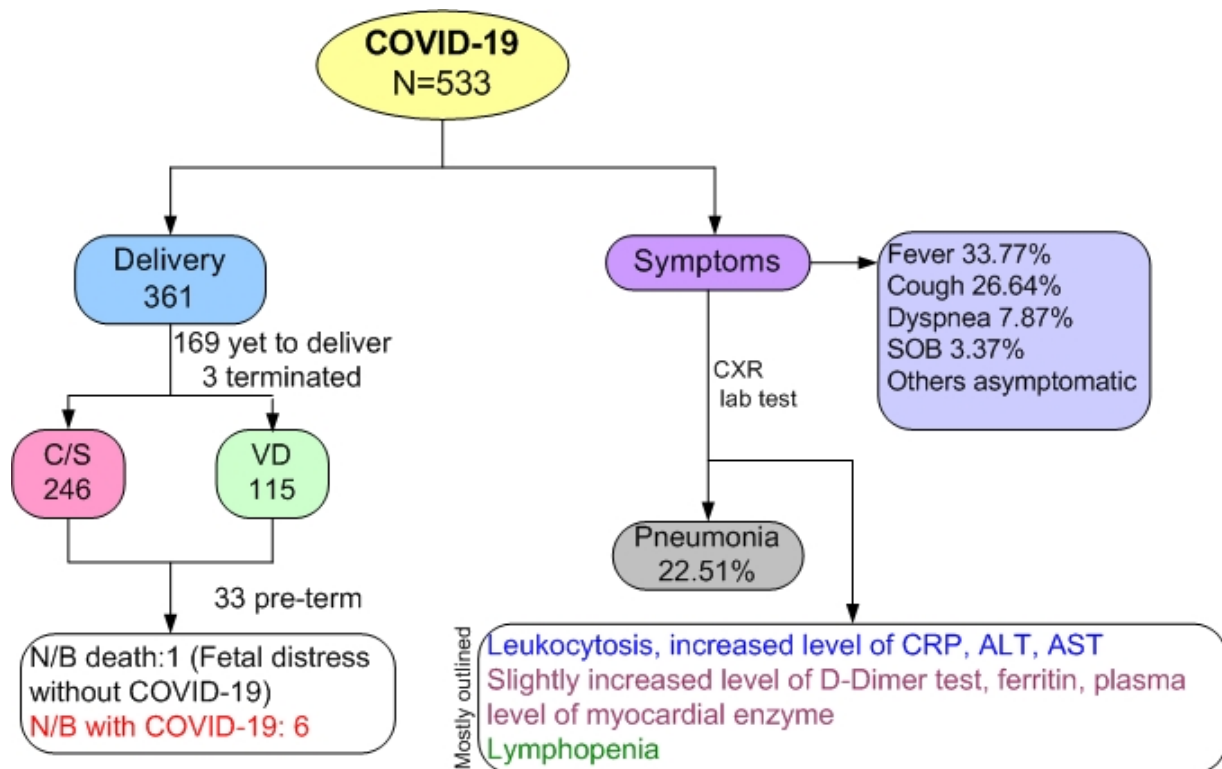 COVID-19
N=533
Delivery
361
169 yet to deliver
3 terminated
C/S
246
VD
115
33 pre-term
N/B death:1 (Fetal distress
without COVID-19)
N/B with COVID-19: 6
Symptoms
Fever 33.77%
Cough 26.64%
Dyspnea 7.87%
SOB 3.37%
Others asymptomatic
CXR
lab test
Pneumonia
22.51%
Mostly outlined
Leukocytosis, increased level of CRP, ALT, AST
Slightly increased level of D-Dimer test, ferritin, plasma
level of myocardial enzyme
Lymphopenia